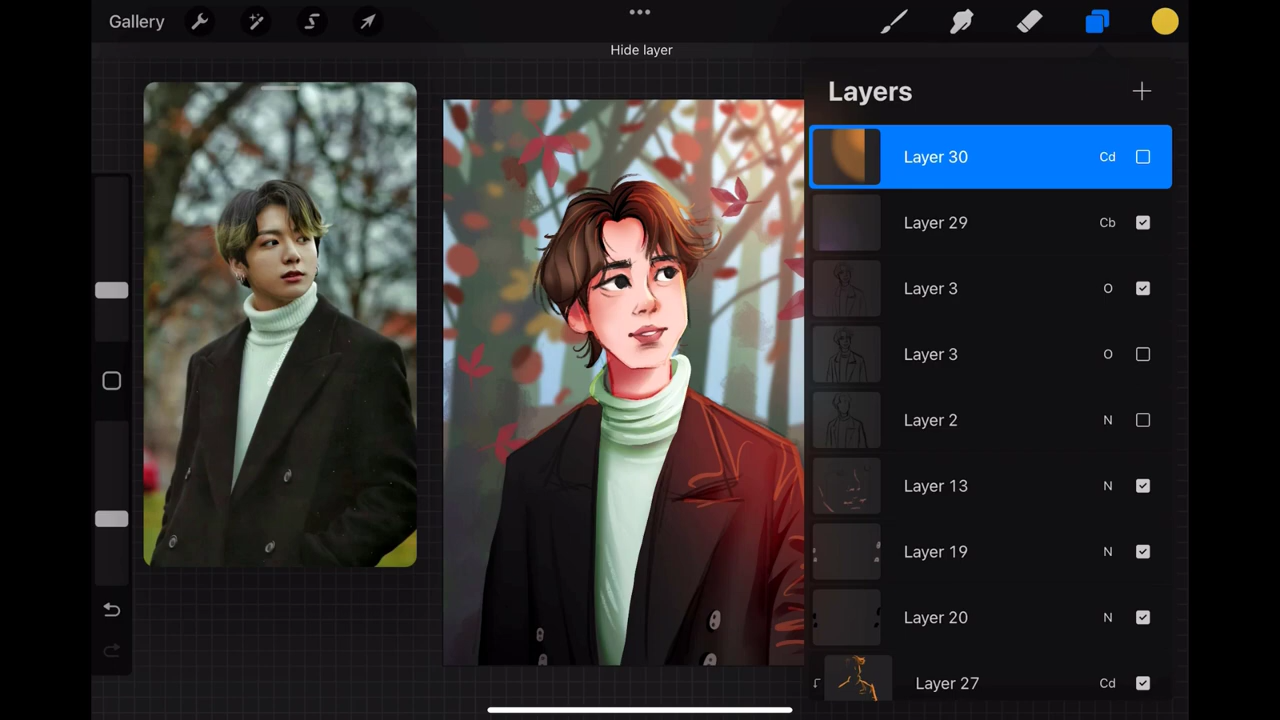 Gallery
Hide layer
Layers
Layer 30 Cd
Layer 29 Cb
Layer 3 O
Layer 3 O
Layer 2 N
Layer 13 N
Layer 19 N
Layer 20 N
Layer 27 Cd